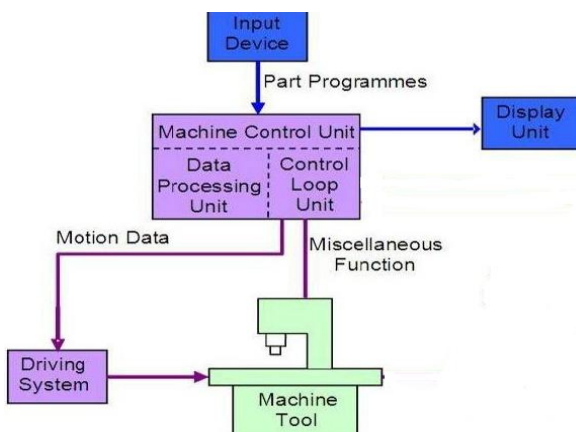 Input
Device
Part Programmes
Machine Control Unit
Display
Unit
Data
Processing
Unit
Control
Loop
Unit
Motion Data
Miscellaneous
Function
Driving
System
Machine
Tool